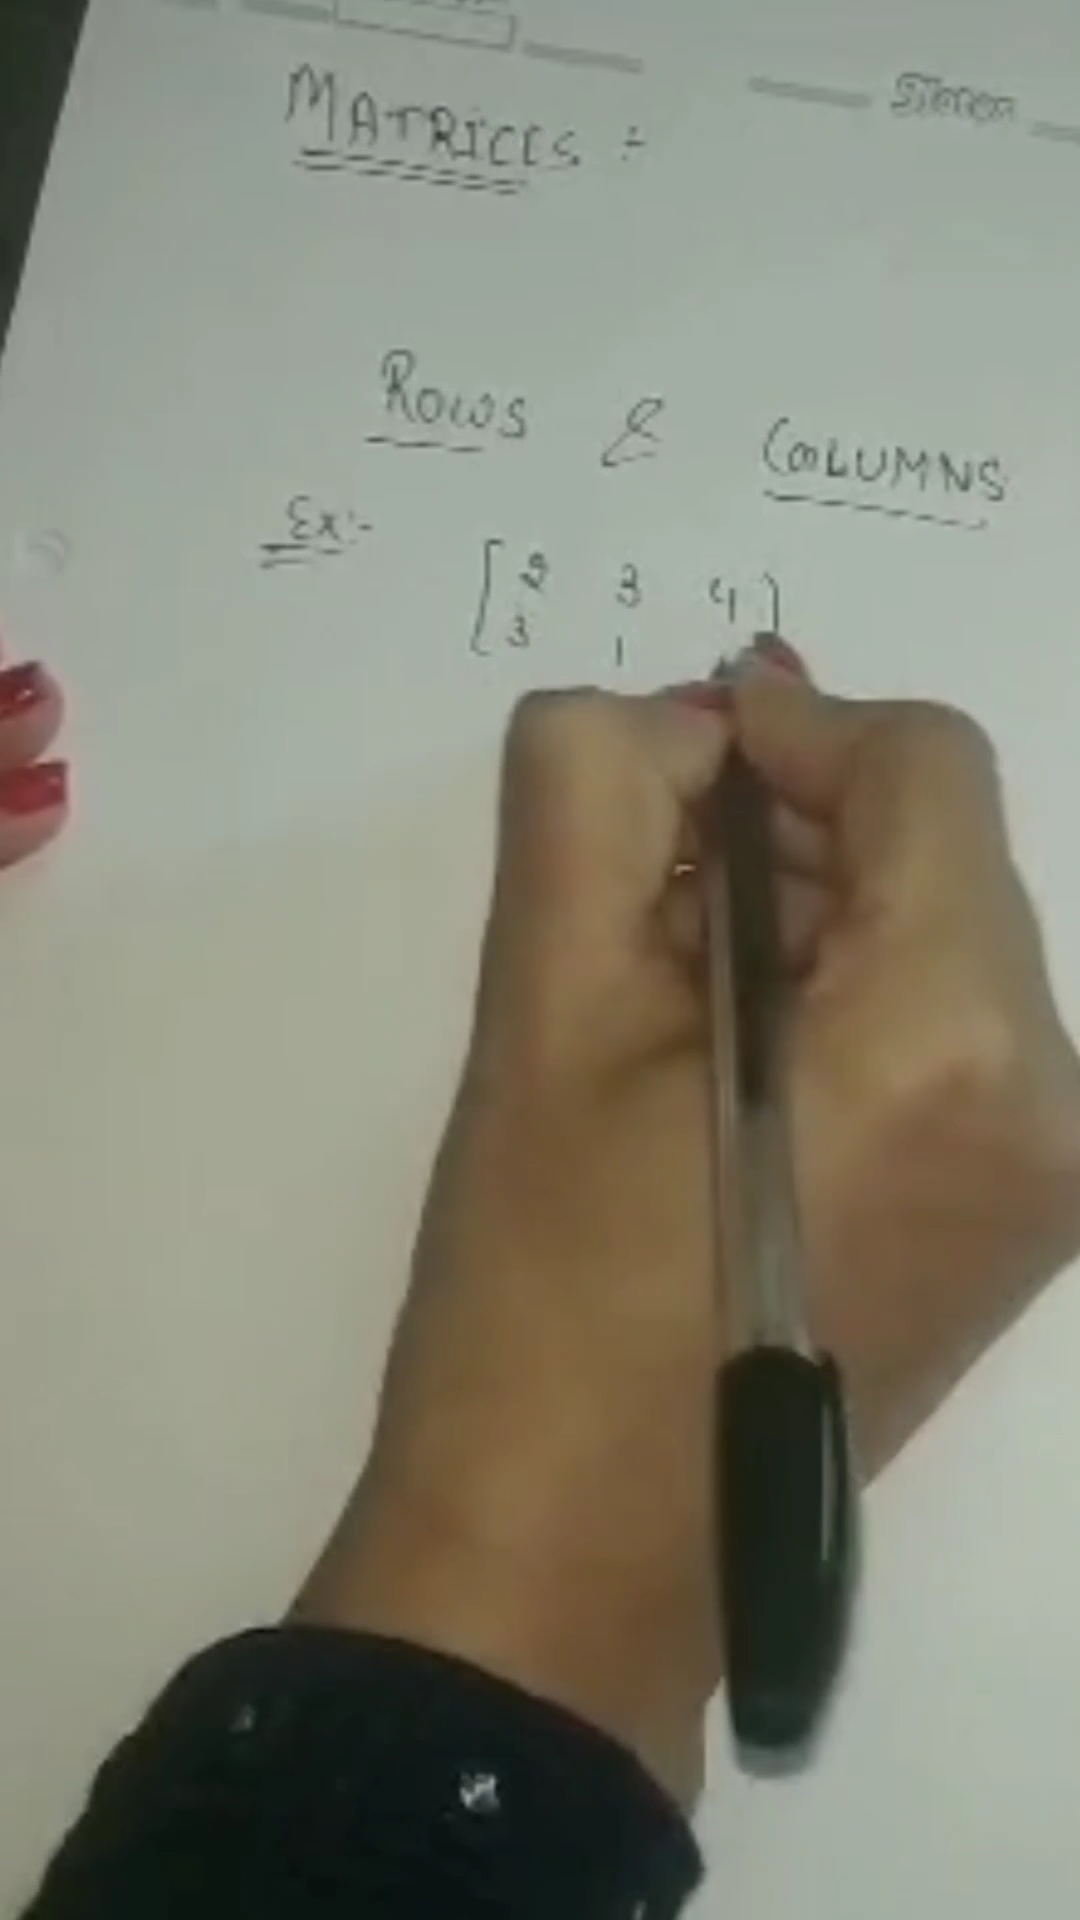 MATRICES :-
ROWS & COLUMNS
Ex:-
[ 2 3 4 ]
3 1